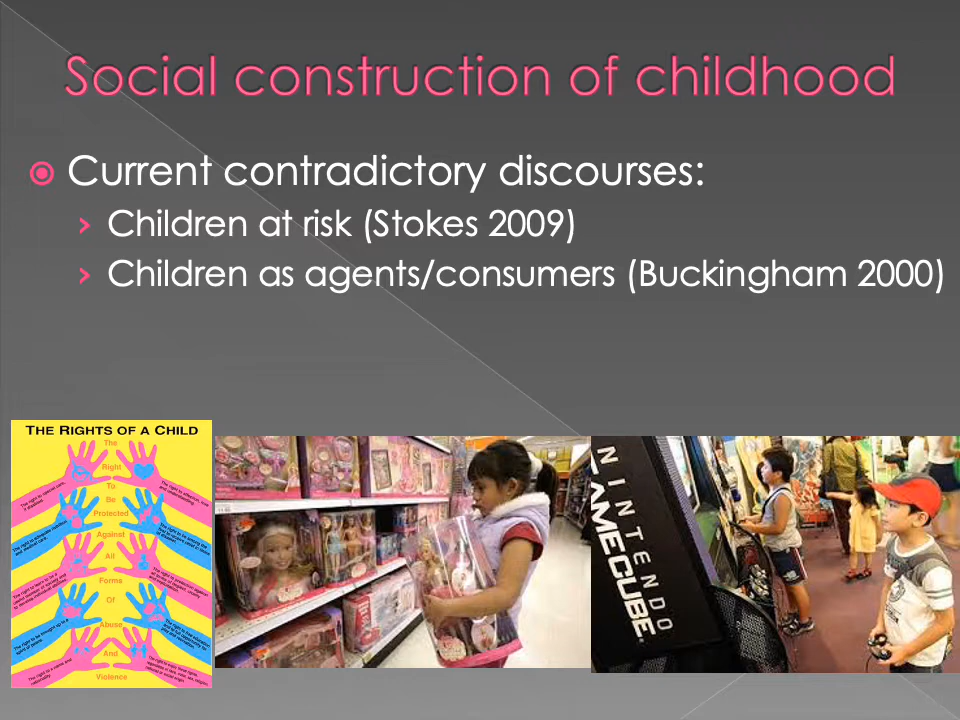 Social construction of childhood
Current contradictory discourses:
Children at risk (Stokes 2009)
Children as agents/consumers (Buckingham 2000)
THE RIGHTS OF A CHILD
The
Right
To
Be
Protected
Against
All
Forms
Of
Abuse
And
Violence
NINTENDO
GAMECUBE